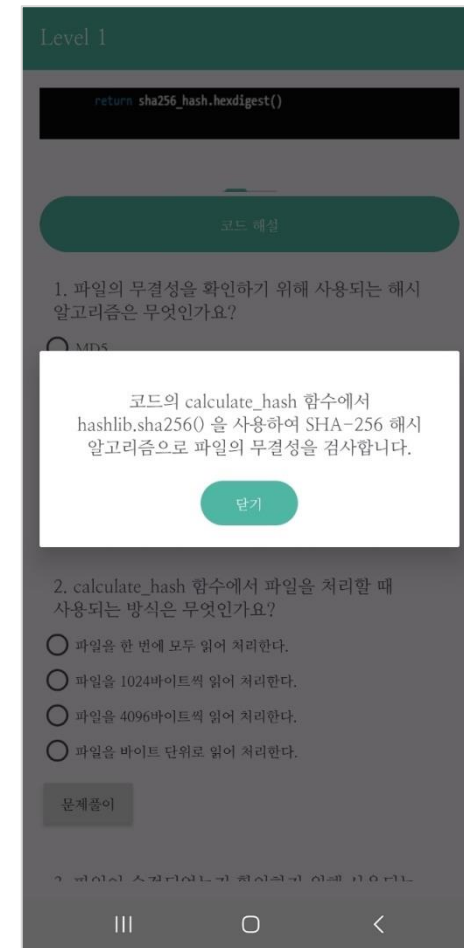 Level 1
return sha256_hash.hexdigest()
코드 해설
1. 파일의 무결성을 확인하기 위해 사용되는 해시
알고리즘은 무엇인가요?
MD5
코드의 calculate_hash 함수에서
hashlib.sha256() 을 사용하여 SHA-256 해시
알고리즘으로 파일의 무결성을 검사합니다.
닫기
2. calculate_hash 함수에서 파일을 처리할 때
사용되는 방식은 무엇인가요?
파일을 한 번에 모두 읽어 처리한다.
파일을 1024바이트씩 읽어 처리한다.
파일을 4096바이트씩 읽어 처리한다.
파일을 바이트 단위로 읽어 처리한다.
문제풀이